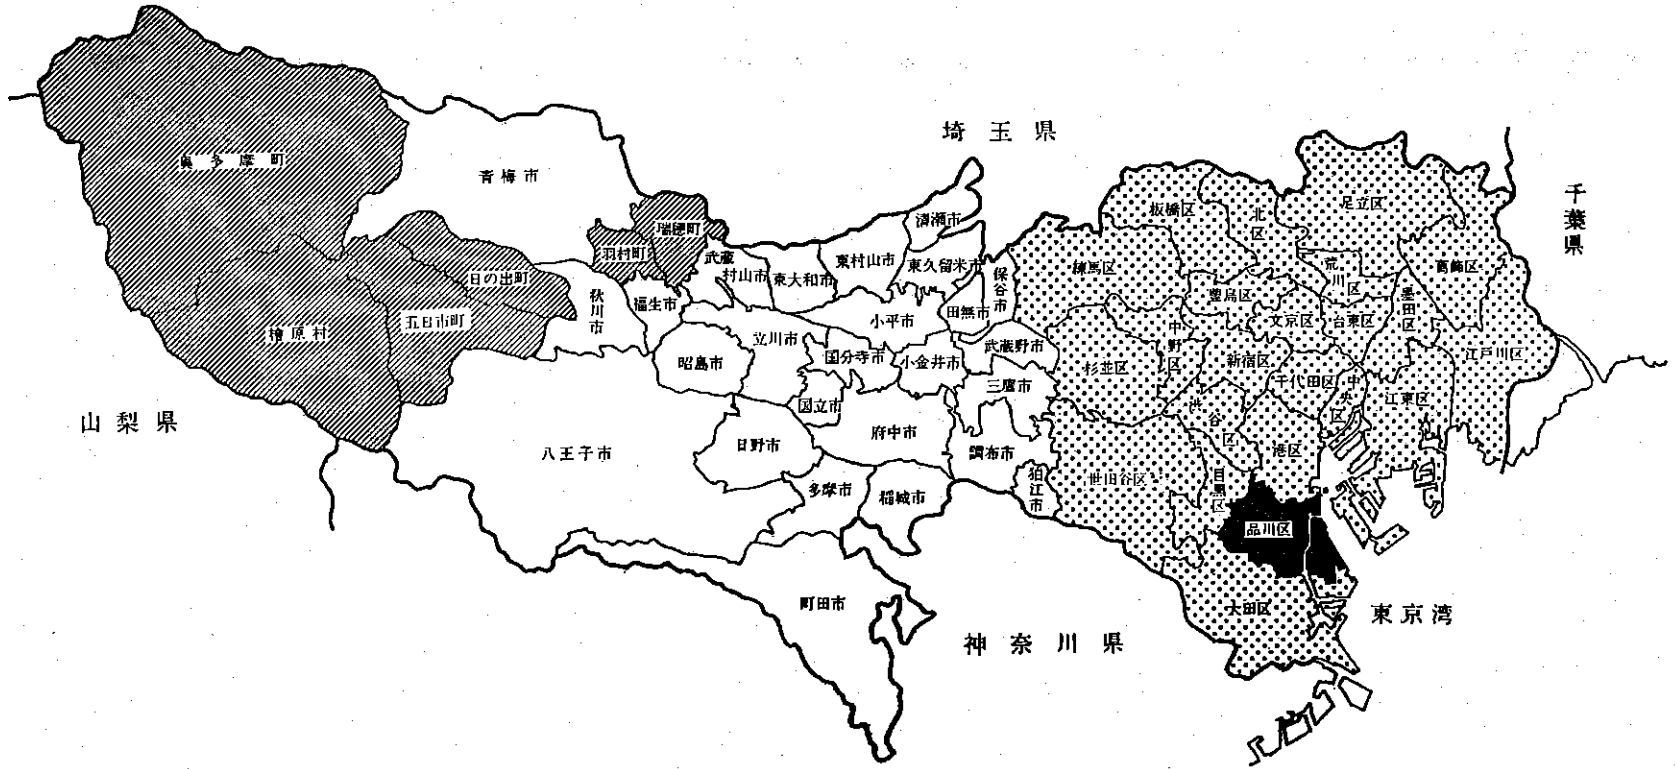 埼玉県
千葉県
山梨県
神奈川県
東京湾
奥多摩町
青梅市
瑞穂町
羽村町
日の出町
五日市町
檜原村
秋川市
福生市
武蔵
村山市
東大和市
東村山市
清瀬市
東久留米市
保谷市
田無市
小平市
立川市
昭島市
国分寺市
小金井市
武蔵野市
三鷹市
国立市
府中市
調布市
狛江市
日野市
八王子市
多摩市
稲城市
町田市
板橋区
北区
足立区
葛飾区
荒川区
墨田区
練馬区
豊島区
文京区
台東区
江戸川区
中野区
杉並区
新宿区
千代田区
中央区
江東区
渋谷区
港区
世田谷区
目黒区
品川区
大田区